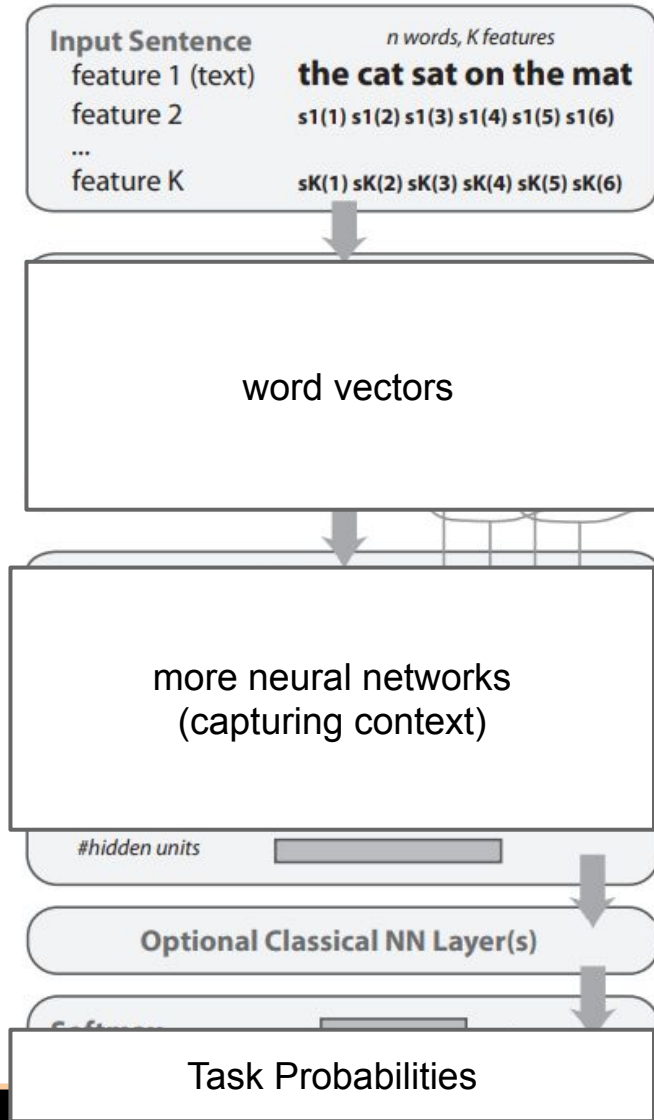 Input Sentence
n words, K features
feature 1 (text) the cat sat on the mat
feature 2 s1(1) s1(2) s1(3) s1(4) s1(5) s1(6)
...
feature K sK(1) sK(2) sK(3) sK(4) sK(5) sK(6)
word vectors
more neural networks
(capturing context)
#hidden units
Optional Classical NN Layer(s)
Task Probabilities